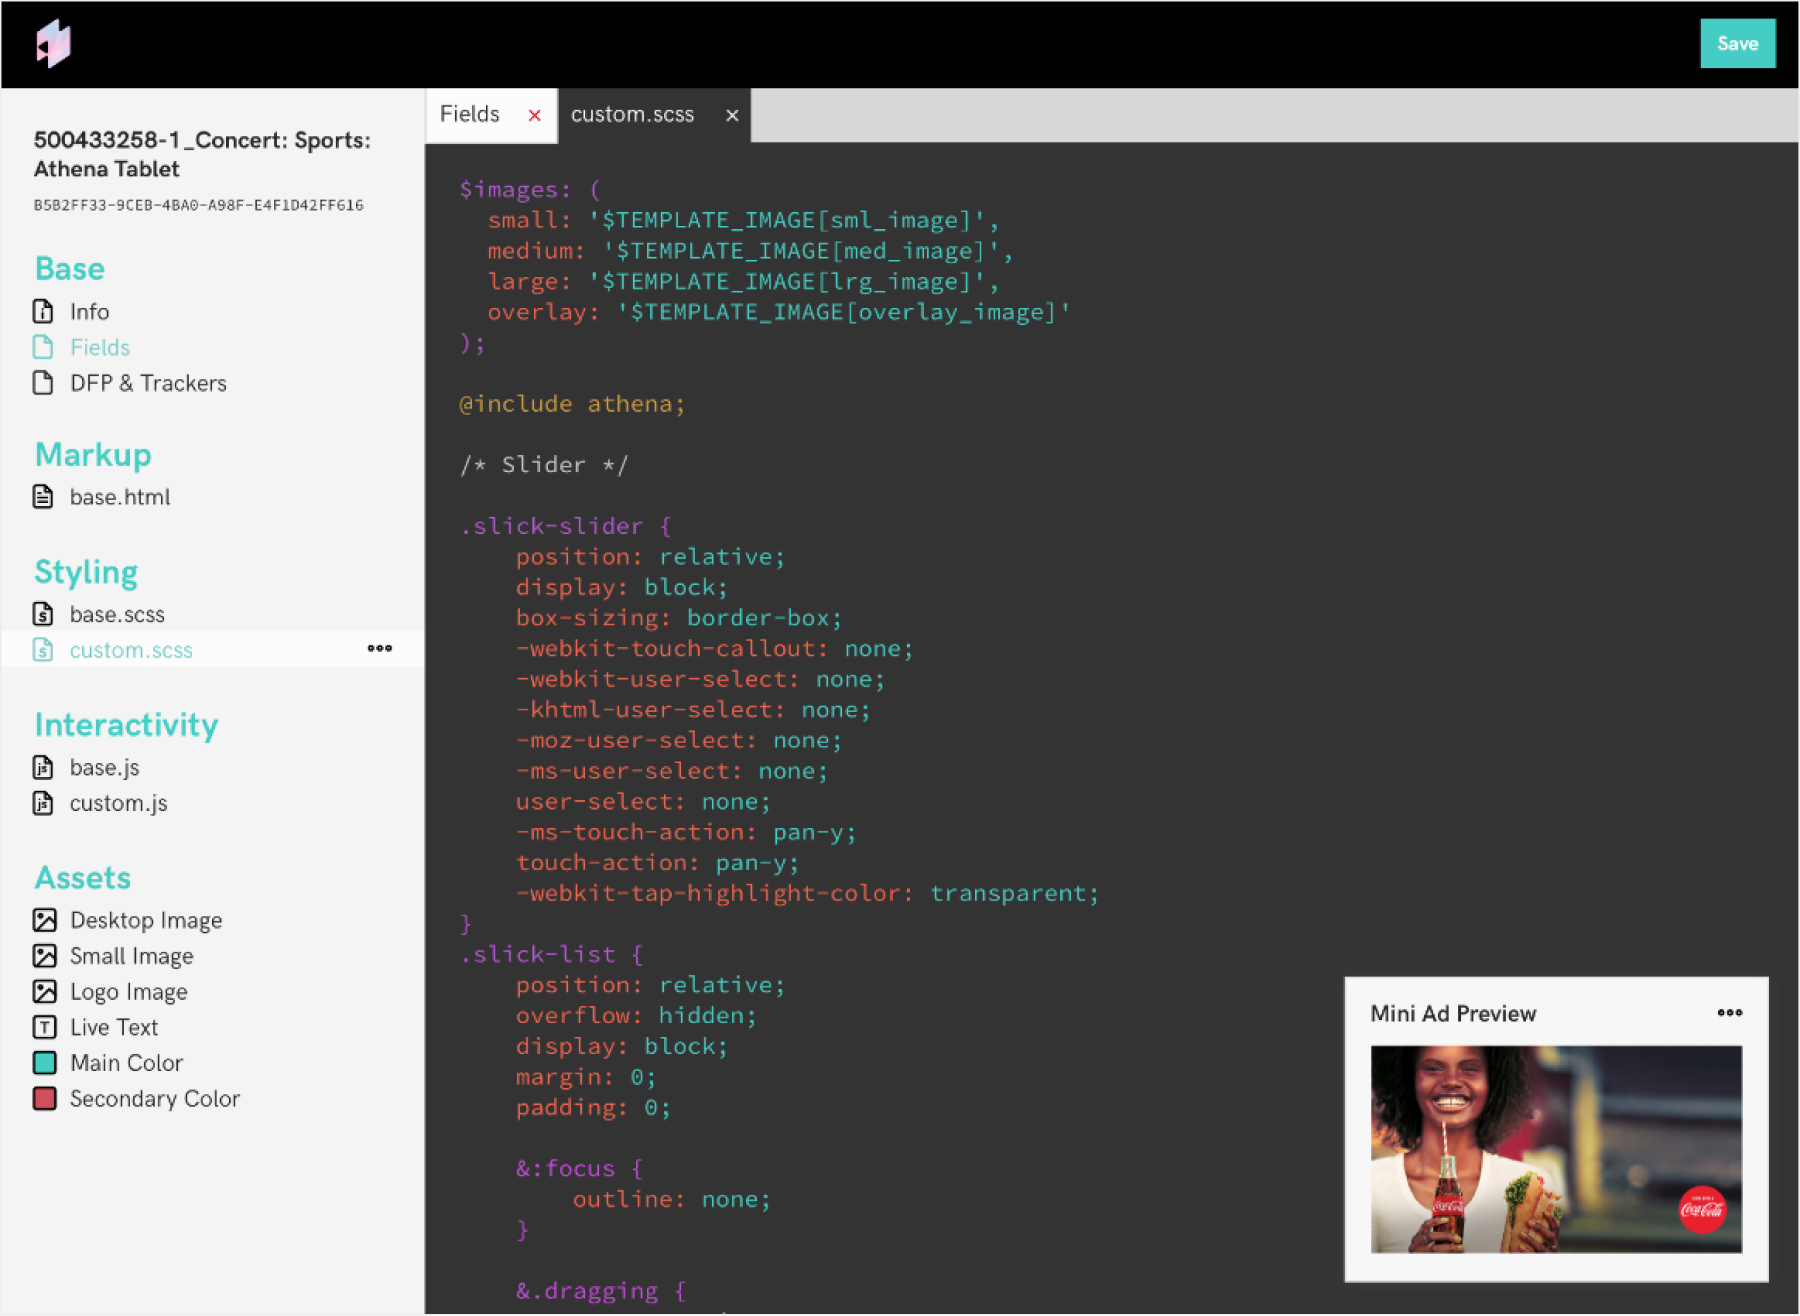 Save
500433258-1_Concert: Sports:
Athena Tablet
B5B2FF33-9CEB-4BA0-A98F-E4F1D42FF616
Base
Info
Fields
DFP & Trackers
Markup
base.html
Styling
base.scss
custom.scss
Interactivity
base.js
custom.js
Assets
Desktop Image
Small Image
Logo Image
Live Text
Main Color
Secondary Color
Fields ×
custom.scss ×
$images: (
small: '$TEMPLATE_IMAGE[sml_image]',
medium: '$TEMPLATE_IMAGE[med_image]',
large: '$TEMPLATE_IMAGE[lrg_image]',
overlay: '$TEMPLATE_IMAGE[overlay_image]'
);
@include athena;
/* Slider */
.slick-slider {
position: relative;
display: block;
box-sizing: border-box;
-webkit-touch-callout: none;
-webkit-user-select: none;
-khtml-user-select: none;
-moz-user-select: none;
-ms-user-select: none;
user-select: none;
-ms-touch-action: pan-y;
touch-action: pan-y;
-webkit-tap-highlight-color: transparent;
}
.slick-list {
position: relative;
overflow: hidden;
display: block;
margin: 0;
padding: 0;
&:focus {
outline: none;
}
&.dragging {
Mini Ad Preview
Coca-Cola
Coca-Cola